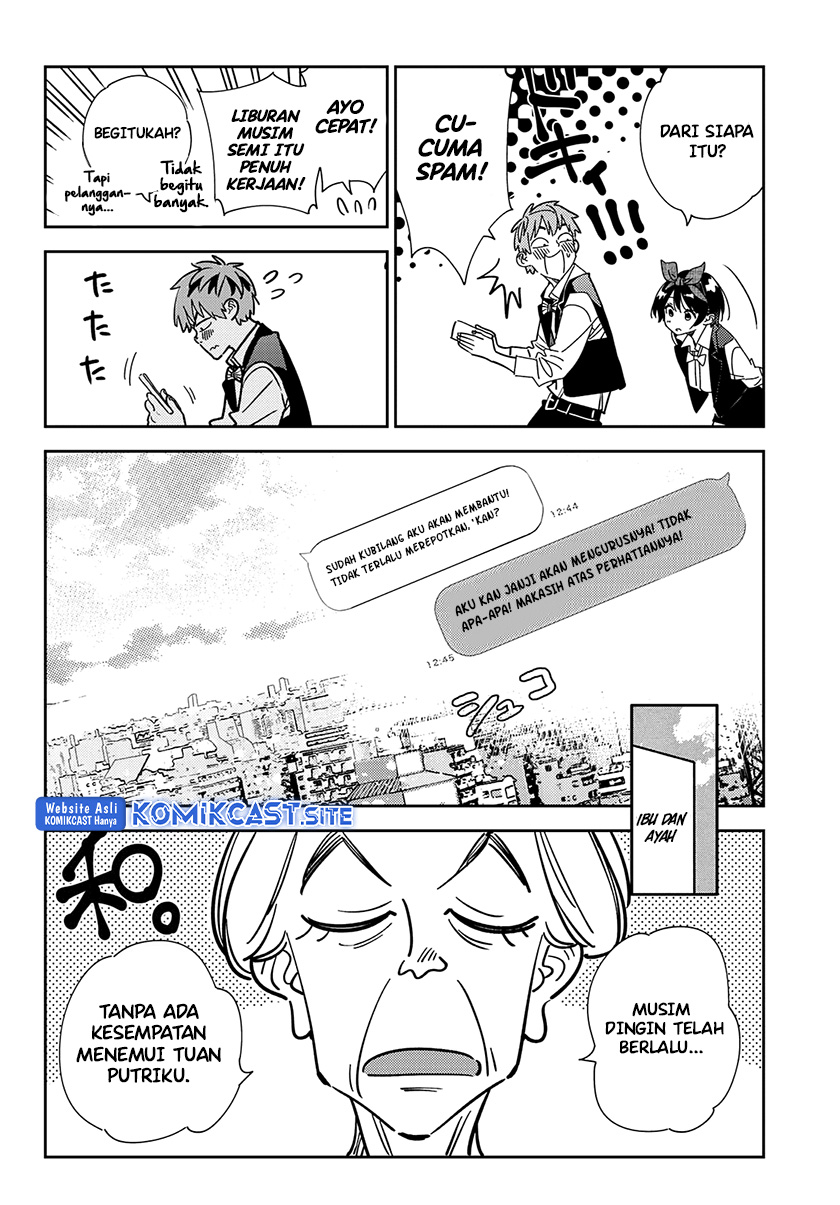 DARI SIAPA
ITU?
ドキィ!!!
CU-
CUMA
SPAM!
AYO
CEPAT!
LIBURAN
MUSIM
SEMI ITU
PENUH
KERJAAN!
BEGITUKAH?
Tidak
begitu
banyak.
Tapi
pelanggan-
nya...
た
た
た
SUDAH KUBILANG AKU AKAN MEMBANTU!
TIDAK TERLALU MEREPOTKAN, 'KAN?
12:44
AKU KAN JANJI AKAN MENGURUSNYA! TIDAK
APA-APA! MAKASIH ATAS PERHATIANNYA!
12:45
シュコ
IBU DAN
AYAH
Website Asli
KOMIKCAST Hanya
KOMIKCAST.SITE
和。
MUSIM
DINGIN TELAH
BERLALU...
TANPA ADA
KESEMPATAN
MENEMUI TUAN
PUTRIKU.